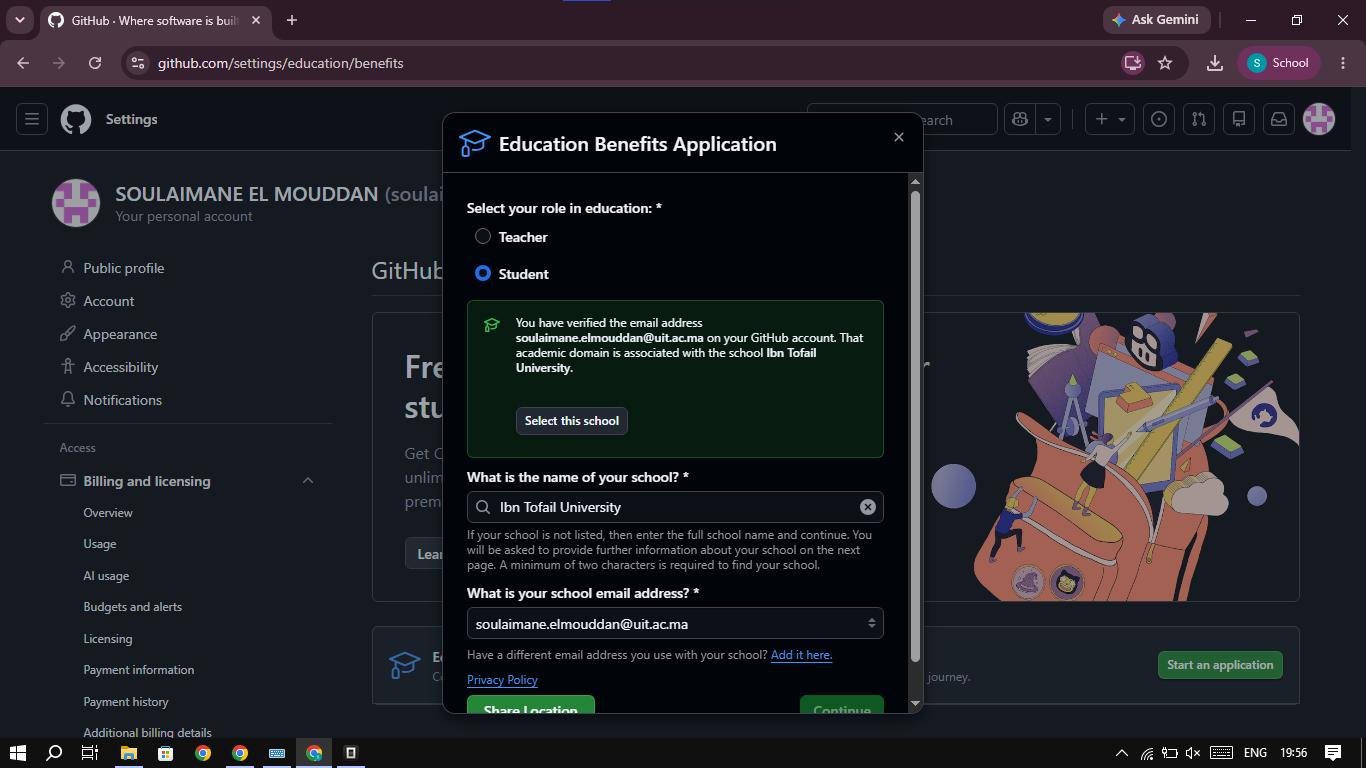 GitHub · Where software is built
Ask Gemini
github.com/settings/education/benefits
S School
Settings
earch
Education Benefits Application
SOULAIMANE EL MOUDDAN (soulai
Your personal account
Public profile
Account
Appearance
Accessibility
Notifications
Access
Billing and licensing
Overview
Usage
AI usage
Budgets and alerts
Licensing
Payment information
Payment history
Additional billing details
GitHub
Fre
stu
Get G
unlim
prem
Lear
Select your role in education: *
Teacher
Student
You have verified the email address
soulaimane.elmouddan@uit.ac.ma on your GitHub account. That
academic domain is associated with the school Ibn Tofail
University.
Select this school
What is the name of your school? *
Ibn Tofail University
If your school is not listed, then enter the full school name and continue. You
will be asked to provide further information about your school on the next
page. A minimum of two characters is required to find your school.
What is your school email address? *
soulaimane.elmouddan@uit.ac.ma
Have a different email address you use with your school? Add it here.
Privacy Policy
Share Location
Continue
journey.
Start an application
ENG
19:56